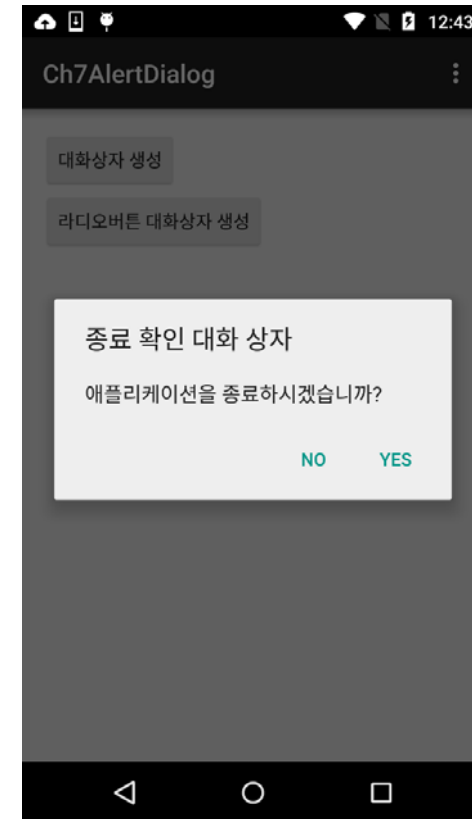 12:43
Ch7AlertDialog
대화상자 생성
라디오버튼 대화상자 생성
종료 확인 대화 상자
애플리케이션을 종료하시겠습니까?
NO YES